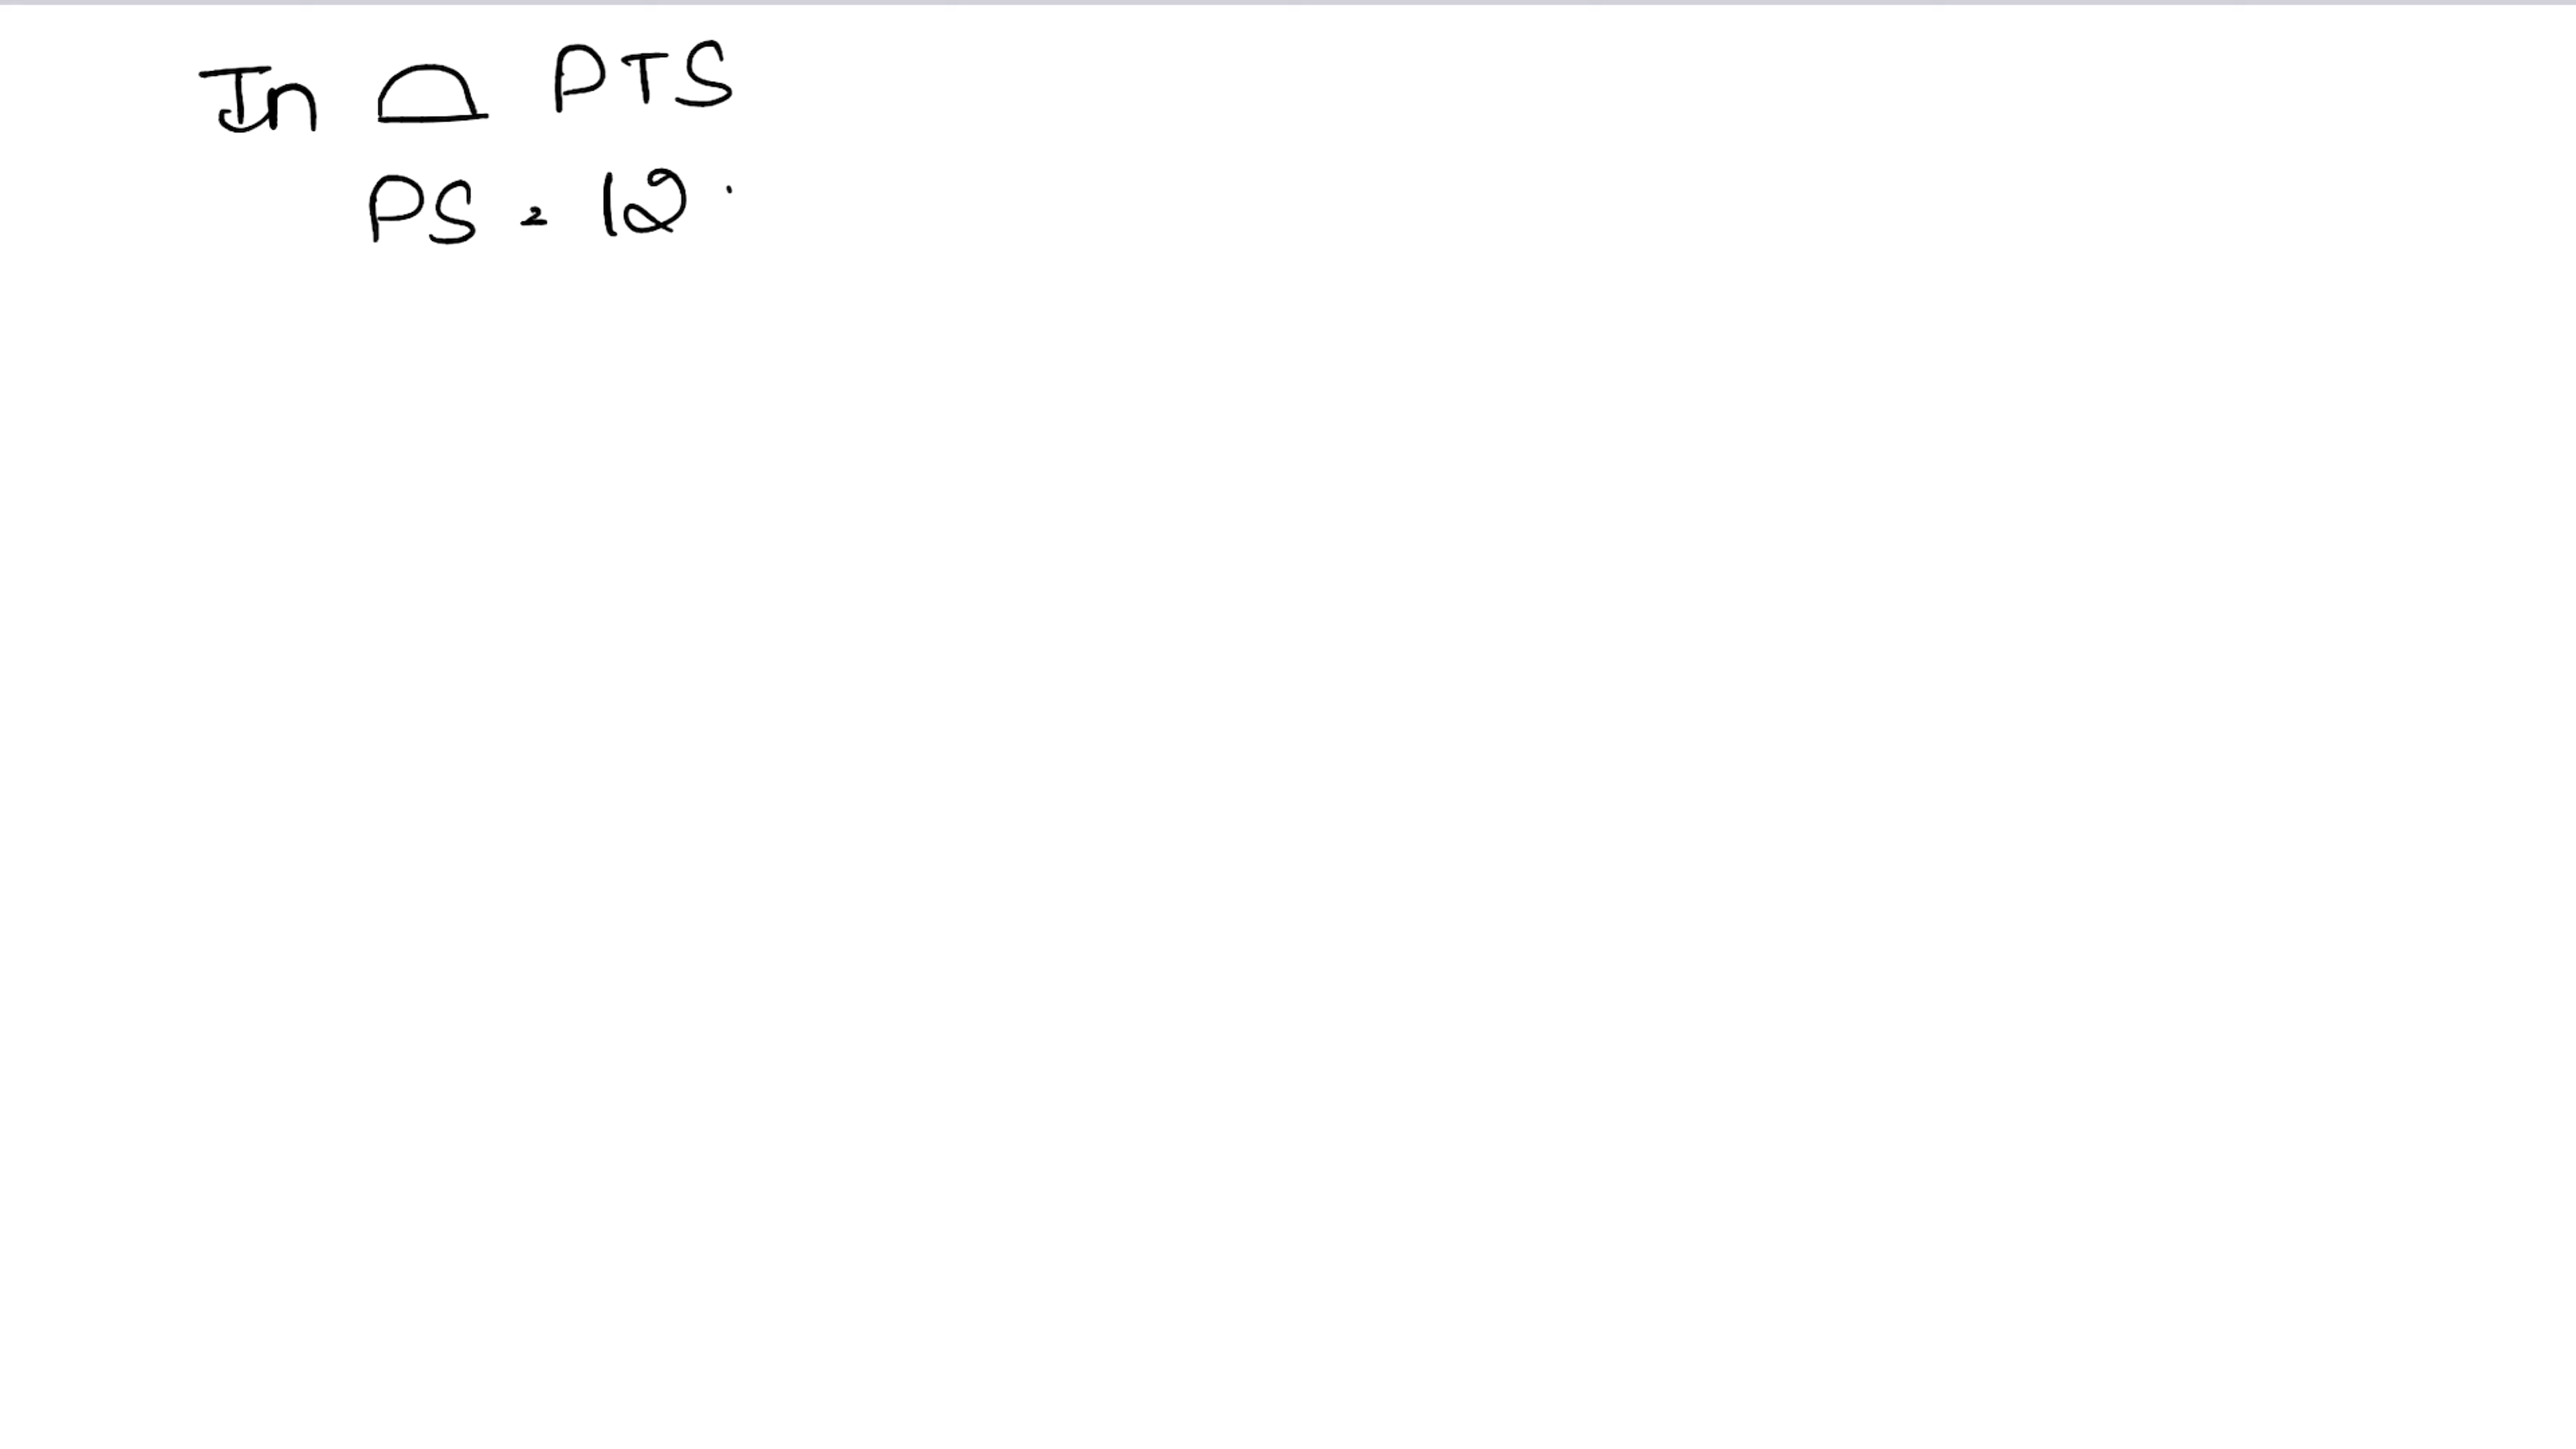 In △ PTS
PS = 12.